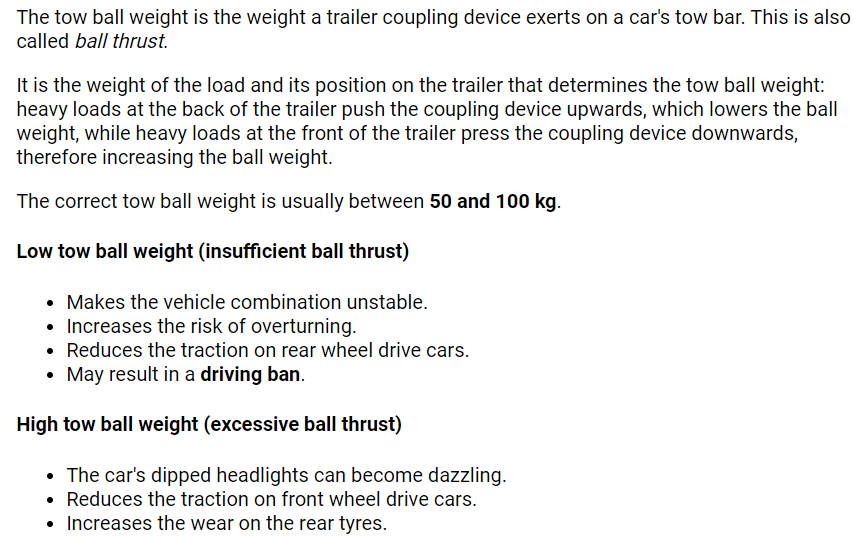 The tow ball weight is the weight a trailer coupling device exerts on a car's tow bar. This is also
called ball thrust.
It is the weight of the load and its position on the trailer that determines the tow ball weight:
heavy loads at the back of the trailer push the coupling device upwards, which lowers the ball
weight, while heavy loads at the front of the trailer press the coupling device downwards,
therefore increasing the ball weight.
The correct tow ball weight is usually between 50 and 100 kg.
Low tow ball weight (insufficient ball thrust)
• Makes the vehicle combination unstable.
• Increases the risk of overturning.
• Reduces the traction on rear wheel drive cars.
• May result in a driving ban.
High tow ball weight (excessive ball thrust)
• The car's dipped headlights can become dazzling.
• Reduces the traction on front wheel drive cars.
• Increases the wear on the rear tyres.